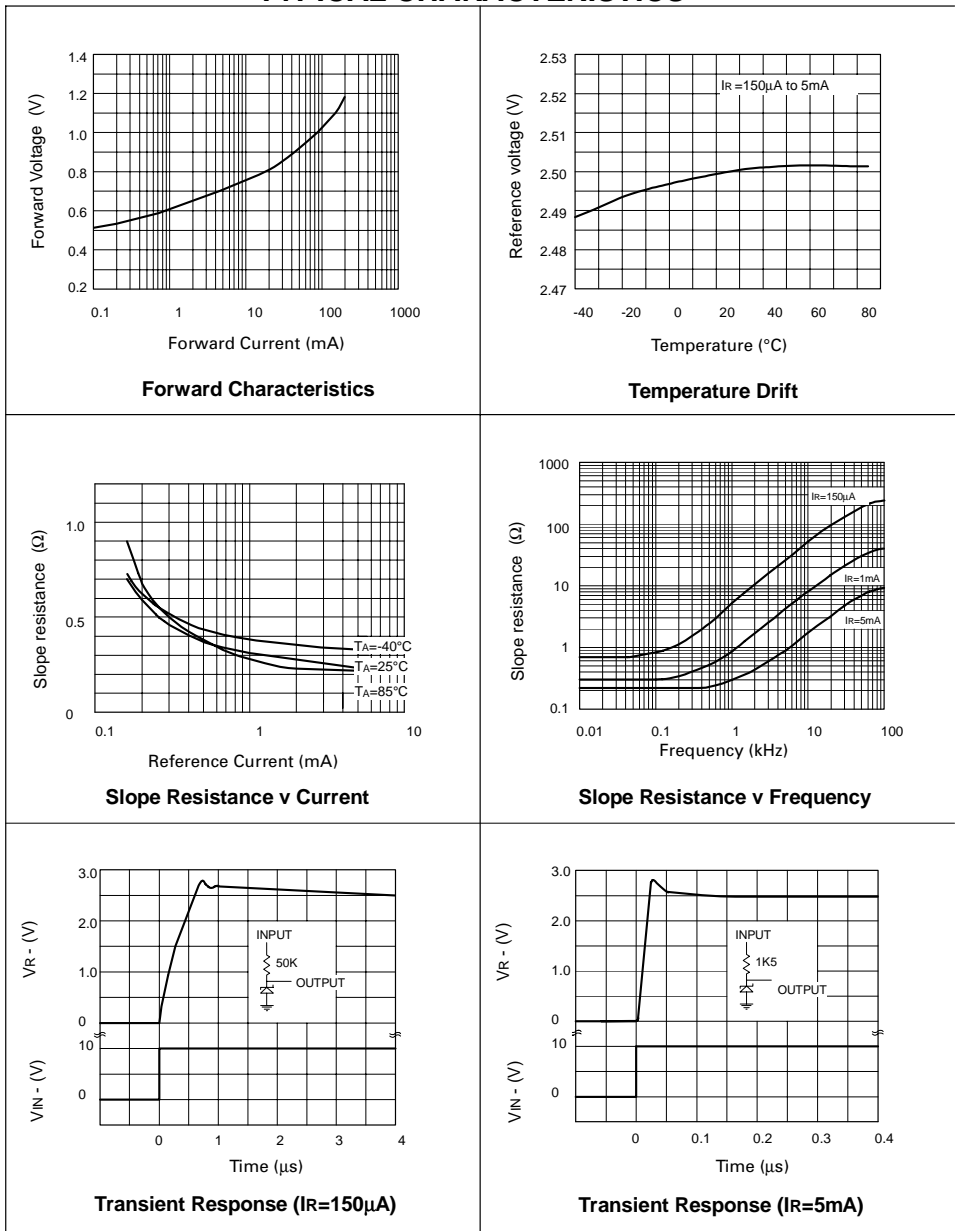 TYPICAL CHARACTERISTICS
1.4
1.2
1.0
0.8
0.6
0.4
0.2
Forward Voltage (V)
0.1 1 10 100 1000
Forward Current (mA)
Forward Characteristics
2.53
2.52
2.51
2.50
2.49
2.48
2.47
Reference voltage (V)
IR =150µA to 5mA
-40 -20 0 20 40 60 80
Temperature (°C)
Temperature Drift
1.0
0.5
0
Slope resistance (Ω)
TA=-40°C
TA=25°C
TA=85°C
0.1 1 10
Reference Current (mA)
Slope Resistance v Current
1000
100
10
1
0.1
Slope resistance (Ω)
IR=150µA
IR=1mA
IR=5mA
0.01 0.1 1 10 100
Frequency (kHz)
Slope Resistance v Frequency
3.0
2.0
1.0
0
VR - (V)
INPUT
50K
OUTPUT
10
0
VIN - (V)
0 1 2 3 4
Time (µs)
Transient Response (IR=150µA)
3.0
2.0
1.0
0
VR - (V)
INPUT
1K5
OUTPUT
10
0
VIN - (V)
0 0.1 0.2 0.3 0.4
Time (µs)
Transient Response (IR=5mA)